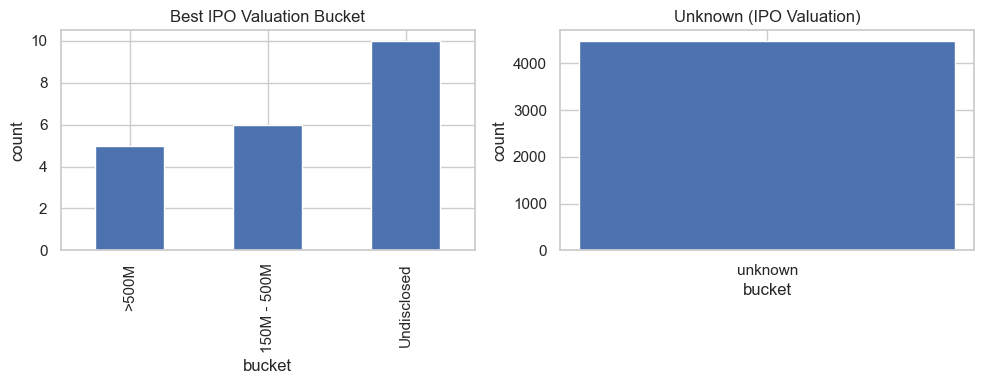 Best IPO Valuation Bucket
count
10
8
6
4
2
0
>500M
150M - 500M
Undisclosed
bucket
Unknown (IPO Valuation)
count
4000
3000
2000
1000
0
unknown
bucket